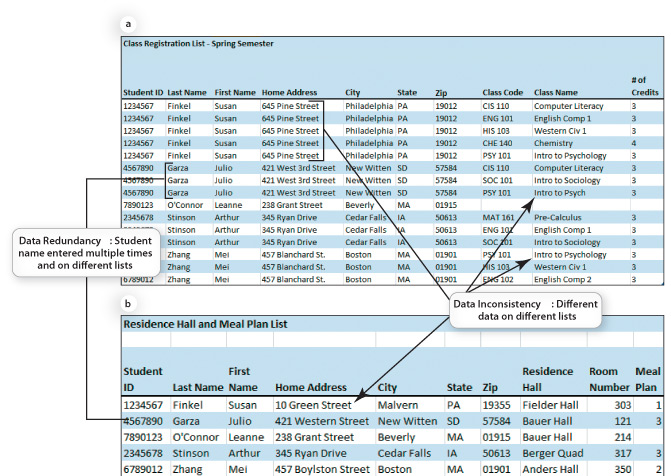 a
Class Registration List - Spring Semester
# of
Student ID Last Name First Name Home Address City State Zip Class Code Class Name Credits
1234567 Finkel Susan 645 Pine Street Philadelphia PA 19012 CIS 110 Computer Literacy 3
1234567 Finkel Susan 645 Pine Street Philadelphia PA 19012 ENG 101 English Comp 1 3
1234567 Finkel Susan 645 Pine Street Philadelphia PA 19012 HIS 103 Western Civ 1 3
1234567 Finkel Susan 645 Pine Street Philadelphia PA 19012 CHE 140 Chemistry 4
1234567 Finkel Susan 645 Pine Street Philadelphia PA 19012 PSY 101 Intro to Psychology 3
4567890 Garza Julio 421 West 3rd Street New Witten SD 57584 CIS 110 Computer Literacy 3
4567890 Garza Julio 421 West 3rd Street New Witten SD 57584 SOC 101 Intro to Sociology 3
4567890 Garza Julio 421 West 3rd Street New Witten SD 57584 PSY 101 Intro to Psych 3
7890123 O'Connor Leanne 238 Grant Street Beverly MA 01915
2345678 Stinson Arthur 345 Ryan Drive Cedar Falls IA 50613 MAT 161 Pre-Calculus 3
Stinson Arthur 345 Ryan Drive Cedar Falls IA 50613 ENG 101 English Comp 1 3
Stinson Arthur 345 Ryan Drive Cedar Falls IA 50613 SOC 101 Intro to Sociology 3
Zhang Mei 457 Blanchard St. Boston MA 01901 PSY 101 Intro to Psychology 3
Zhang Mei 457 Blanchard St. Boston MA 01901 HIS 103 Western Civ 1 3
6789012 Zhang Mei 457 Blanchard St. Boston MA 01901 ENG 102 English Comp 2 3
Data Redundancy : Student
name entered multiple times
and on different lists
Data Inconsistency : Different
data on different lists
b
Residence Hall and Meal Plan List
Student First Residence Room Meal
ID Last Name Name Home Address City State Zip Hall Number Plan
1234567 Finkel Susan 10 Green Street Malvern PA 19355 Fielder Hall 303 1
4567890 Garza Julio 421 Western Street New Witten SD 57584 Bauer Hall 121 3
7890123 O'Connor Leanne 238 Grant Street Beverly MA 01915 Bauer Hall 214
2345678 Stinson Arthur 345 Ryan Drive Cedar Falls IA 50613 Berger Quad 317 3
6789012 Zhang Mei 457 Boylston Street Boston MA 01901 Anders Hall 350 2